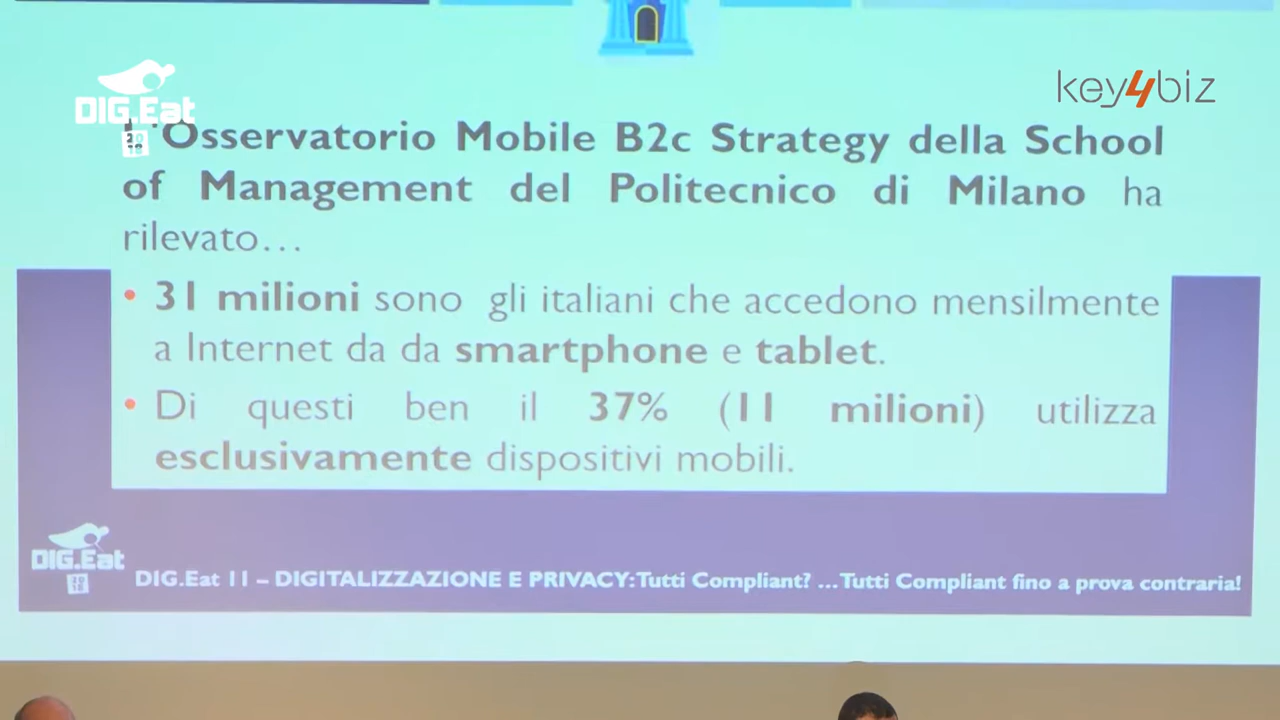 DIG.Eat
2018
key4biz
L'Osservatorio Mobile B2c Strategy della School
of Management del Politecnico di Milano ha
rilevato...
• 31 milioni sono gli italiani che accedono mensilmente
a Internet da da smartphone e tablet.
• Di questi ben il 37% (11 milioni) utilizza
esclusivamente dispositivi mobili.
DIG.Eat
2018
DIG.Eat 11 – DIGITALIZZAZIONE E PRIVACY: Tutti Compliant? ...Tutti Compliant fino a prova contraria!